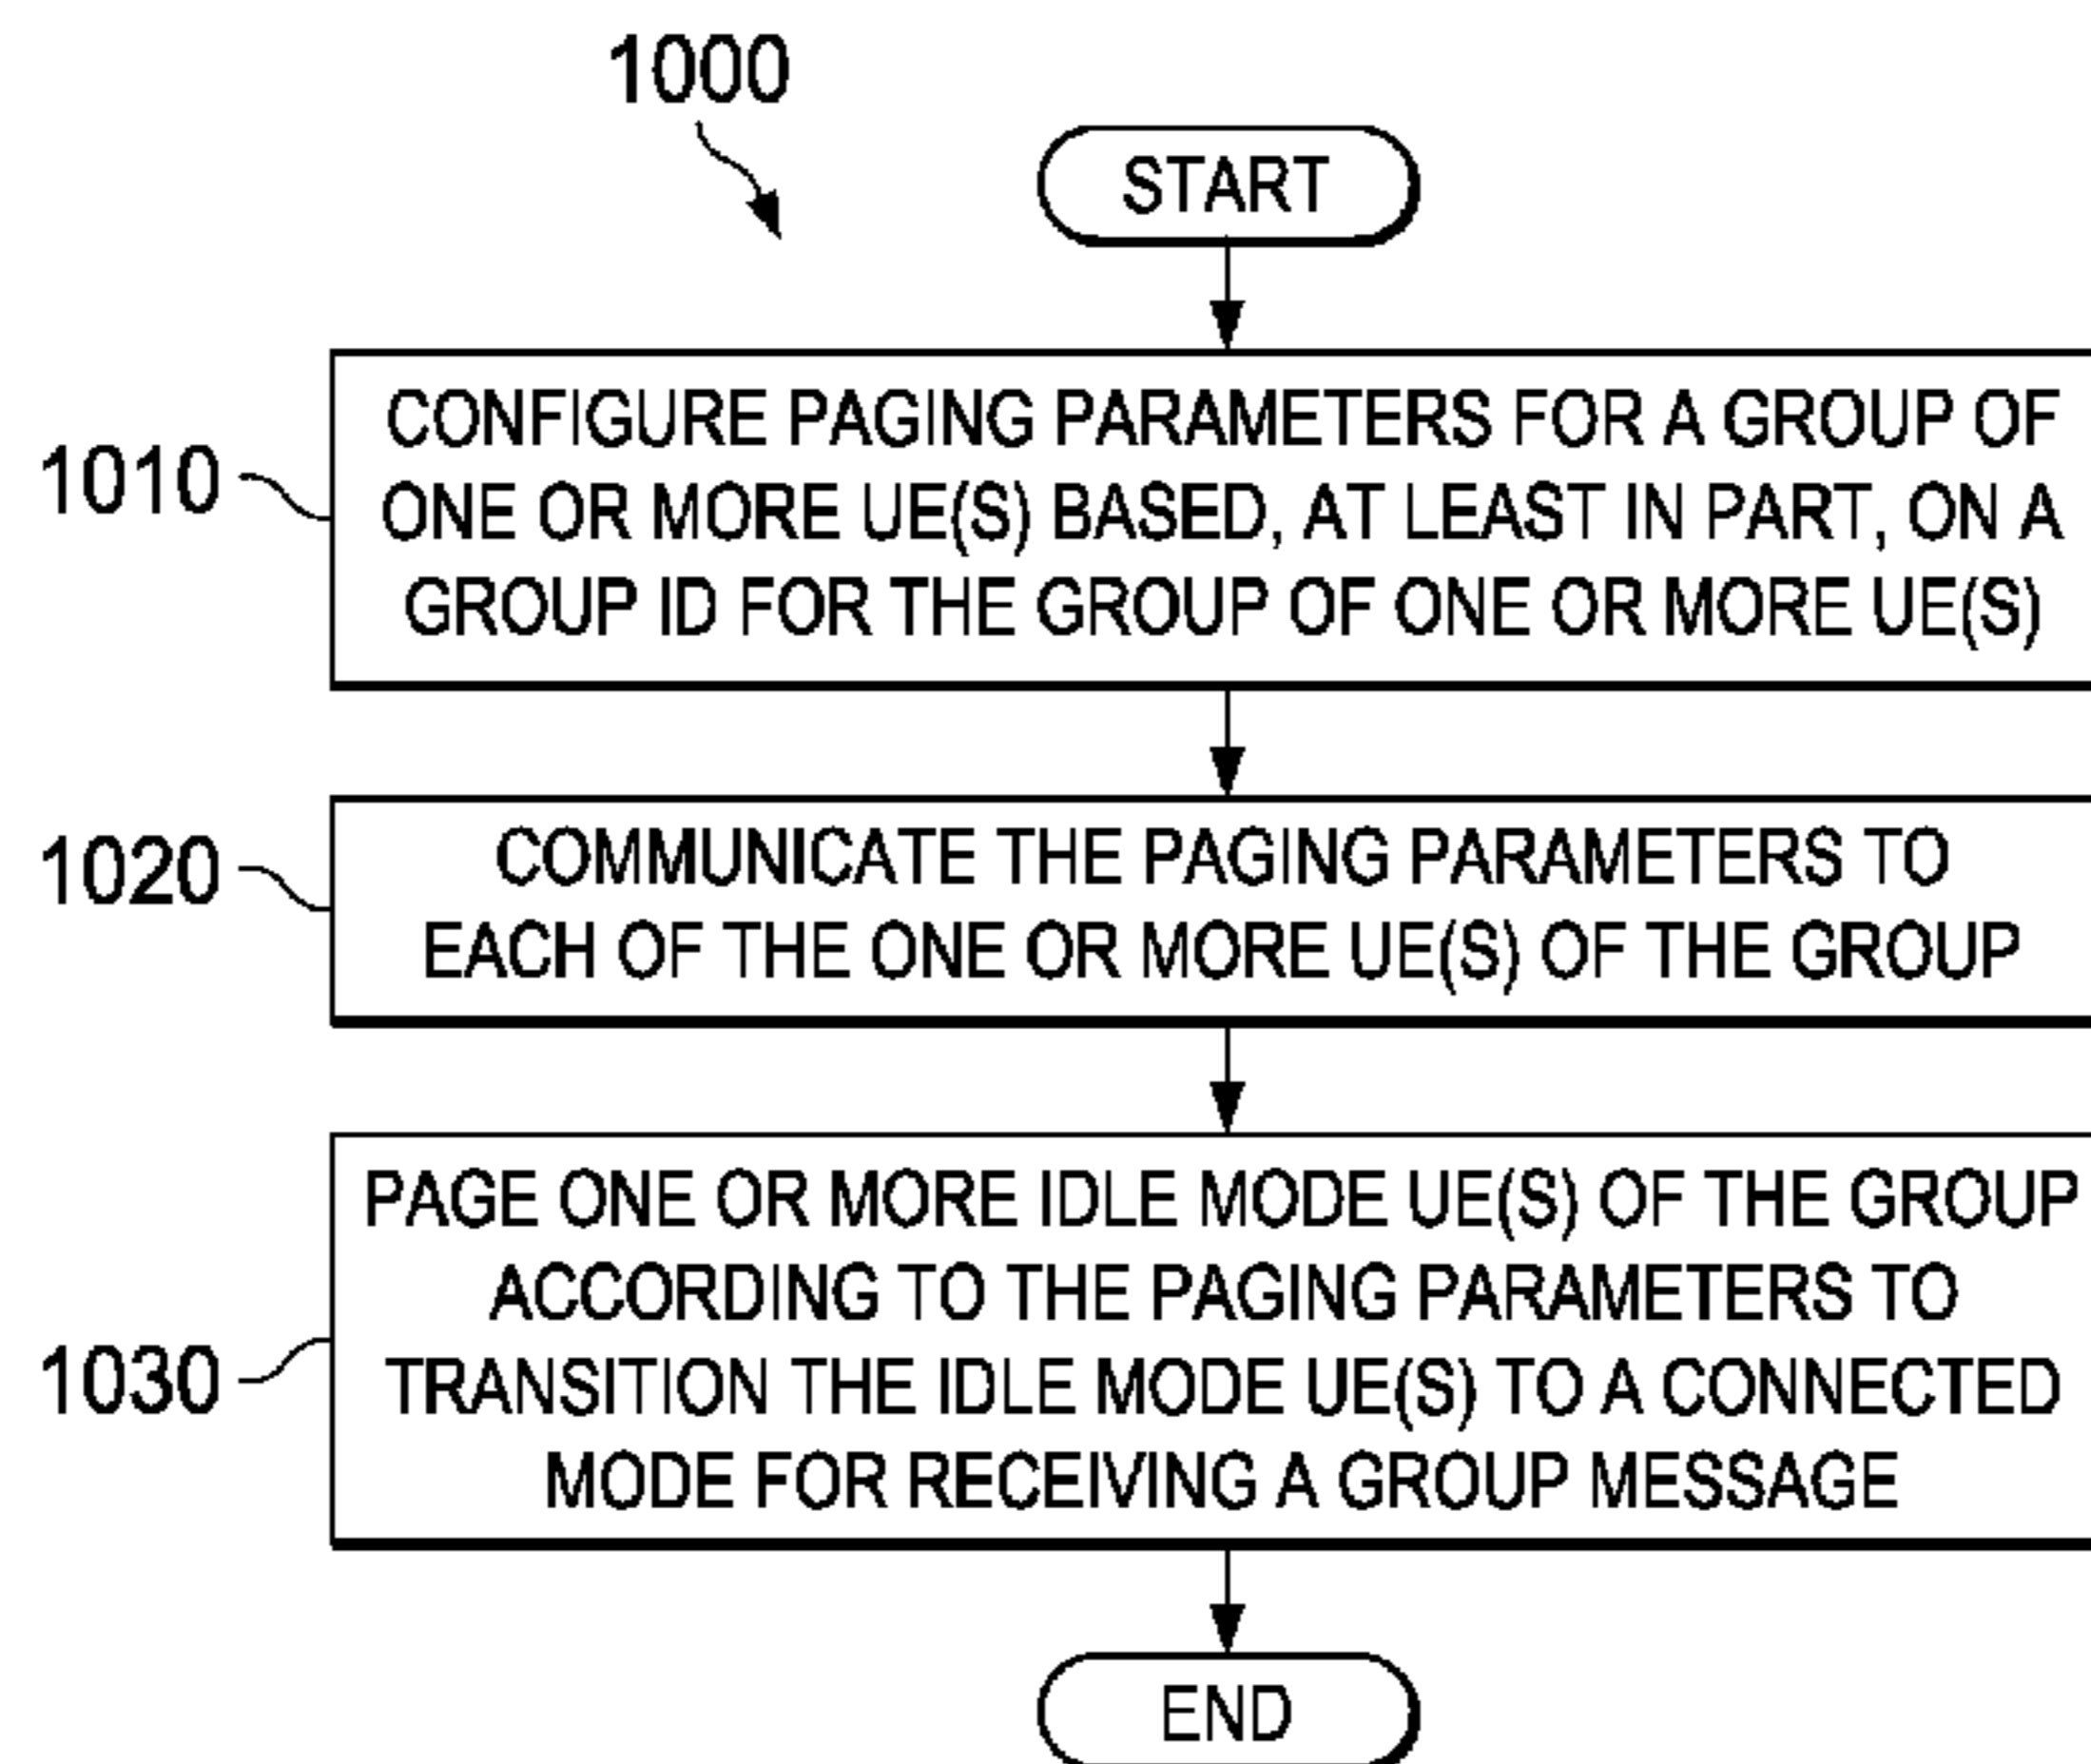 1000
START
1010
CONFIGURE PAGING PARAMETERS FOR A GROUP OF
ONE OR MORE UE(S) BASED, AT LEAST IN PART, ON A
GROUP ID FOR THE GROUP OF ONE OR MORE UE(S)
1020
COMMUNICATE THE PAGING PARAMETERS TO
EACH OF THE ONE OR MORE UE(S) OF THE GROUP
1030
PAGE ONE OR MORE IDLE MODE UE(S) OF THE GROUP
ACCORDING TO THE PAGING PARAMETERS TO
TRANSITION THE IDLE MODE UE(S) TO A CONNECTED
MODE FOR RECEIVING A GROUP MESSAGE
END